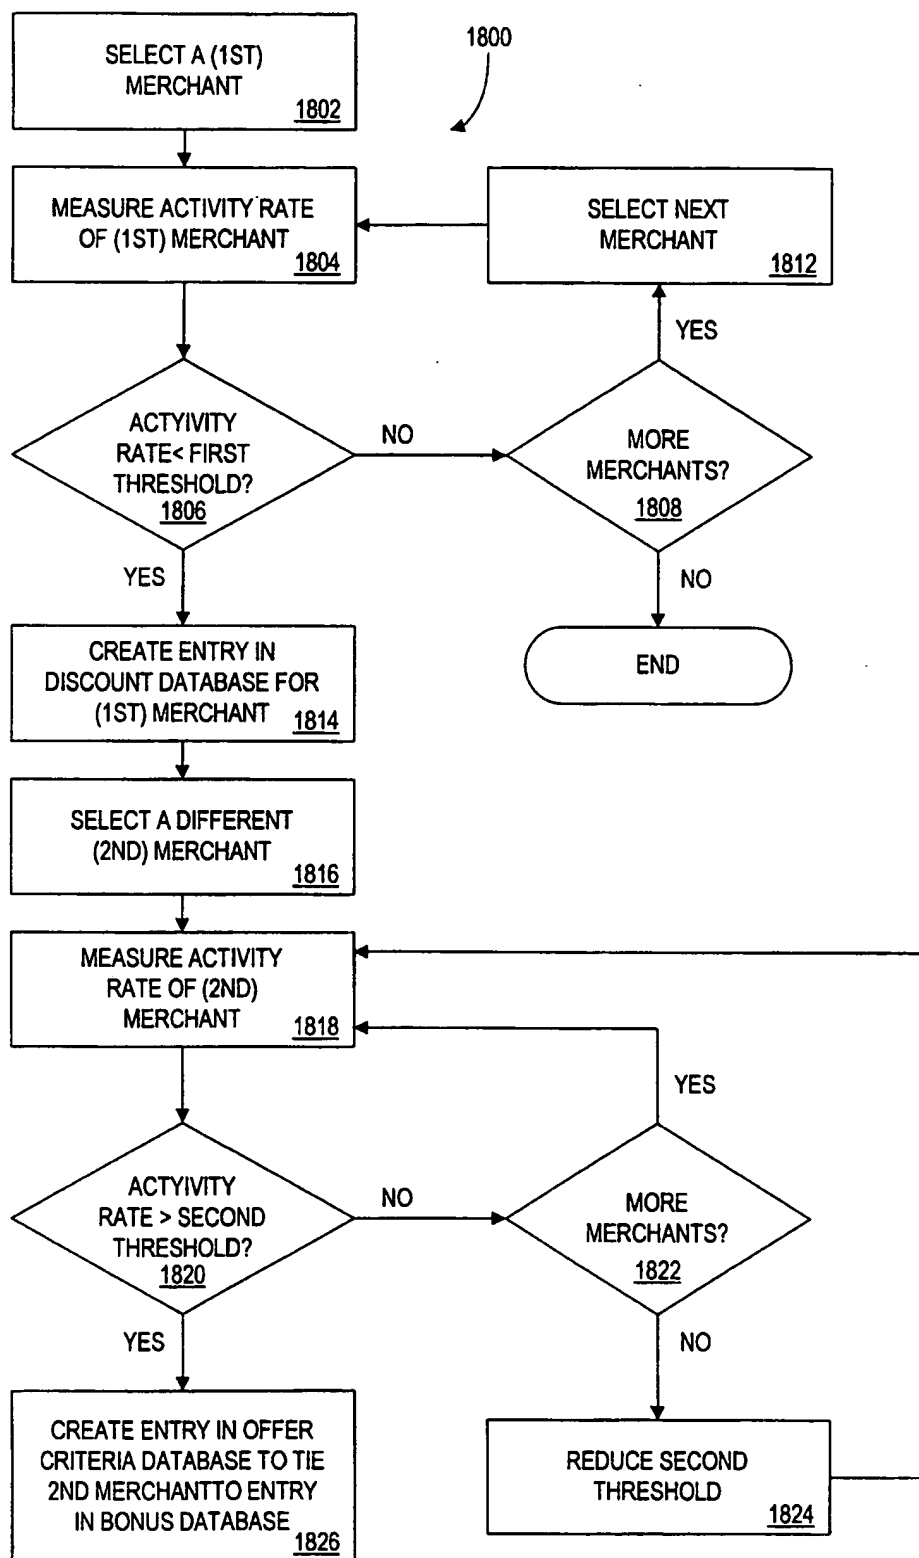 1800
SELECT A (1ST)
MERCHANT
1802
MEASURE ACTIVITY RATE
OF (1ST) MERCHANT
1804
SELECT NEXT
MERCHANT
1812
YES
ACTYIVITY
RATE< FIRST
THRESHOLD?
1806
NO
MORE
MERCHANTS?
1808
YES
NO
CREATE ENTRY IN
DISCOUNT DATABASE FOR
(1ST) MERCHANT
1814
END
SELECT A DIFFERENT
(2ND) MERCHANT
1816
MEASURE ACTIVITY
RATE OF (2ND)
MERCHANT
1818
YES
ACTYIVITY
RATE > SECOND
THRESHOLD?
1820
NO
MORE
MERCHANTS?
1822
YES
NO
CREATE ENTRY IN OFFER
CRITERIA DATABASE TO TIE
2ND MERCHANTTO ENTRY
IN BONUS DATABASE
1826
REDUCE SECOND
THRESHOLD
1824